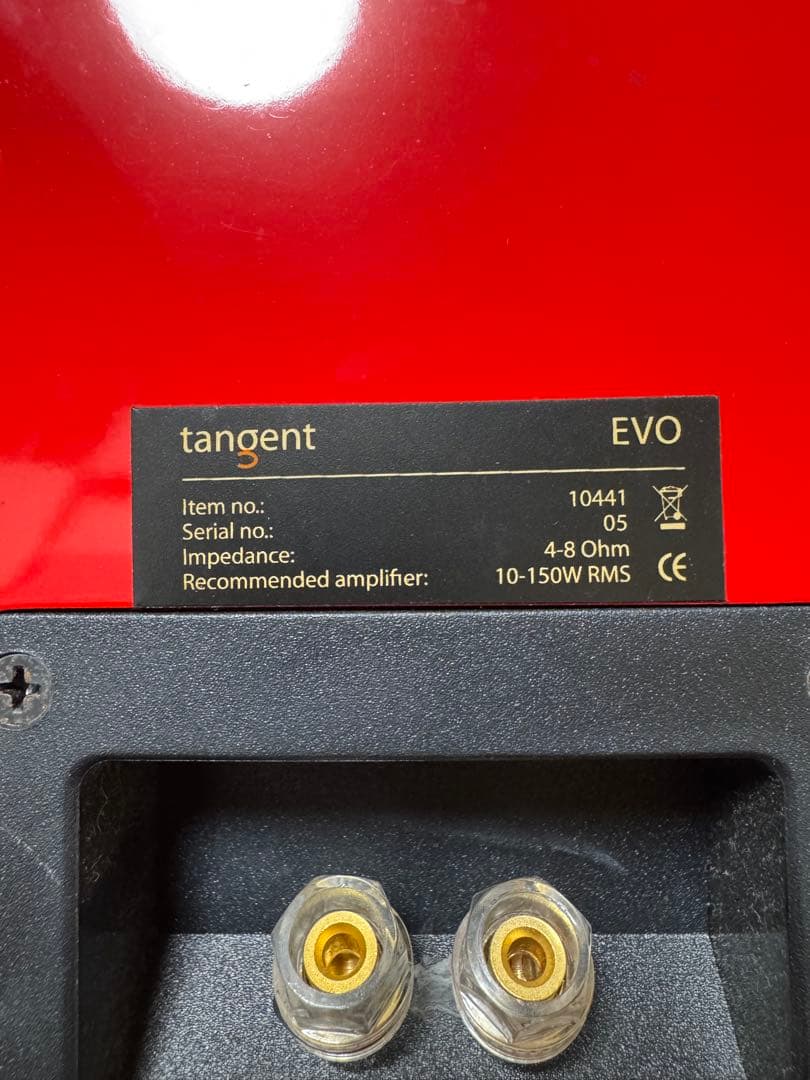 tangent EVO
Item no.: 10441
Serial no.: 05
Impedance: 4-8 Ohm
Recommended amplifier: 10-150W RMS
CE